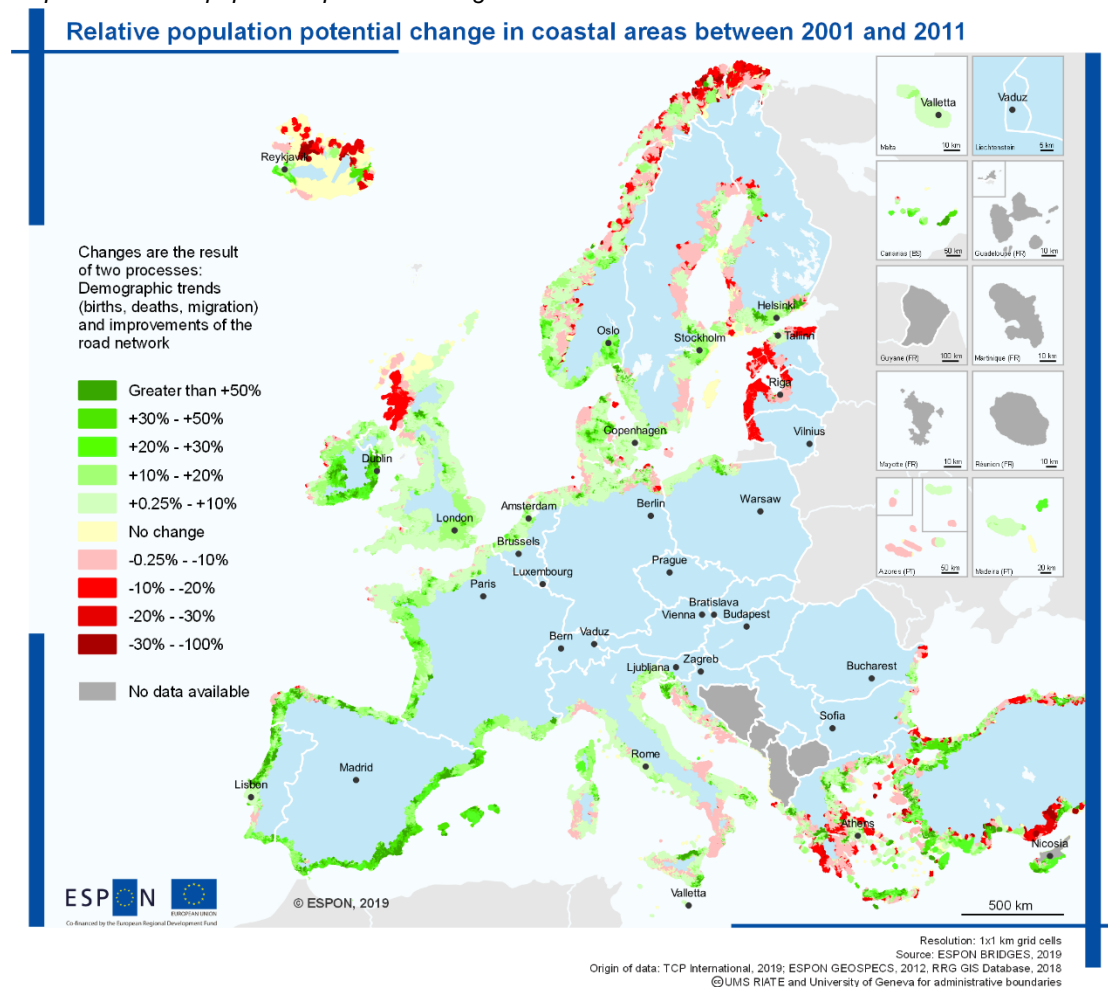 Relative population potential change in coastal areas between 2001 and 2011
Valletta
Malta
10 km
Vaduz
Liechtenstein
5 km
Reykjavik
Canarias (ES)
50 km
Guadeloupe (FR)
10 km
Changes are the result
of two processes:
Demographic trends
(births, deaths, migration)
and improvements of the
road network
Guyane (FR)
100 km
Martinique (FR)
10 km
Helsinki
Oslo
Stockholm
Tallinn
Greater than +50%
+30% - +50%
+20% - +30%
+10% - +20%
+0.25% - +10%
No change
-0.25% - -10%
-10% - -20%
-20% - -30%
-30% - -100%
No data available
Riga
Mayotte (FR)
10 km
Réunion (FR)
10 km
Copenhagen
Vilnius
Dublin
Amsterdam
Berlin
Warsaw
London
Brussels
Azores (PT)
50 km
Madeira (PT)
20 km
Luxembourg
Prague
Paris
Bratislava
Vienna
Budapest
Bern
Vaduz
Ljubljana
Zagreb
Bucharest
Sofia
Rome
Madrid
Lisbon
Athens
Nicosia
Valletta
ESPON
EUROPEAN UNION
Co-financed by the European Regional Development Fund
© ESPON, 2019
500 km
Resolution: 1x1 km grid cells
Source: ESPON BRIDGES, 2019
Origin of data: TCP International, 2019; ESPON GEOSPECS, 2012, RRG GIS Database, 2018
©UMS RIATE and University of Geneva for administrative boundaries